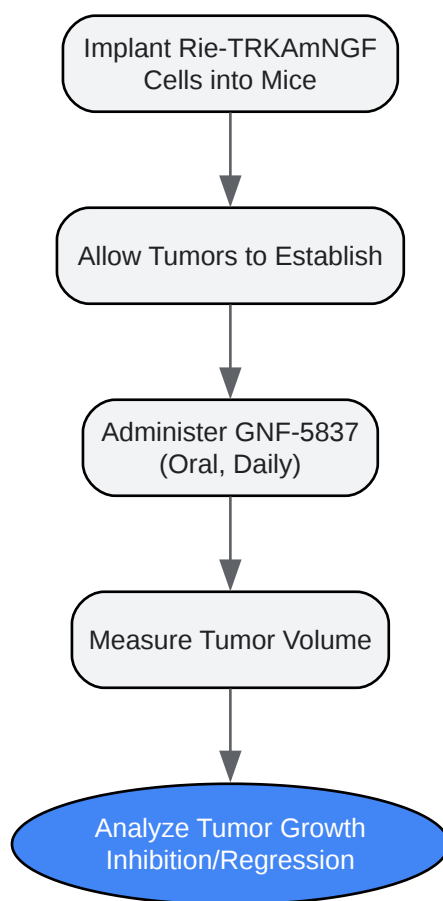 Implant Rie-TRKAmNGF
Cells into Mice
Allow Tumors to Establish
Administer GNF-5837
(Oral, Daily)
Measure Tumor Volume
Analyze Tumor Growth
Inhibition/Regression